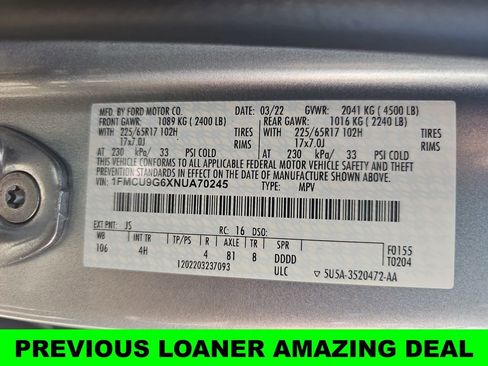 MFD. BY FORD MOTOR CO.
DATE: 03/22 GVWR: 2041 KG ( 4500 LB)
FRONT GAWR: 1089 KG ( 2400 LB) REAR GAWR: 1016 KG ( 2240 LB)
WITH 225/65R17 102H TIRES WITH 225/65R17 102H TIRES
17x7.0J RIMS 17x7.0J RIMS
AT 230 kPa/ 33 PSI COLD AT 230 kPa/ 33 PSI COLD
THIS VEHICLE CONFORMS TO ALL APPLICABLE FEDERAL MOTOR VEHICLE SAFETY AND THEFT PREVENTION STANDARDS IN EFFECT ON THE DATE OF MANUFACTURE SHOWN ABOVE.
VIN: 1FMCU9G6XNUA70245 TYPE: MPV
EXT PNT: JS RC: 16 DSO:
WB INT TR TP/PS R AXLE TR SPR
106 4H 4 81 8 DDDD
F0155
T0204
I202203237093 ULC ▽ 5U5A-3520472-AA
PREVIOUS LOANER AMAZING DEAL